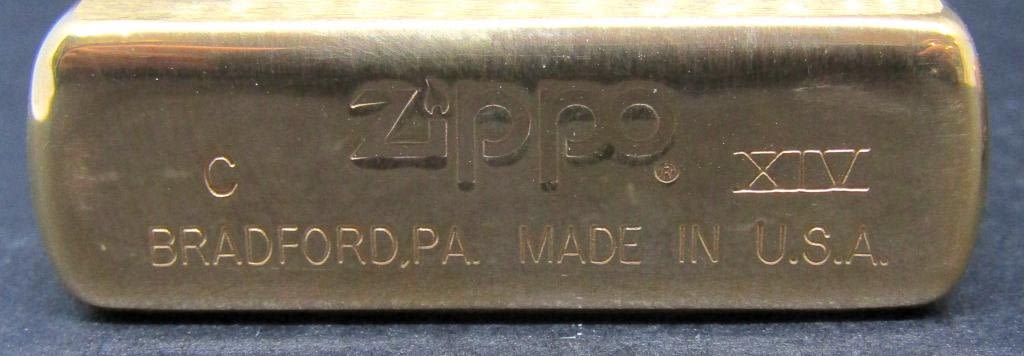 Zippo®
C XIV
BRADFORD, PA. MADE IN U.S.A.